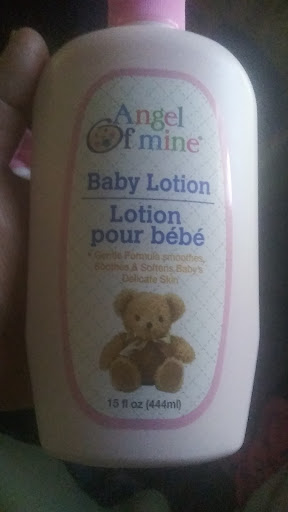 Angel
Of mine®
Baby Lotion
Lotion
pour bébé
* Gentle Formula smoothes,
Soothes & Softens Baby's
Delicate Skin
15 fl oz (444ml)